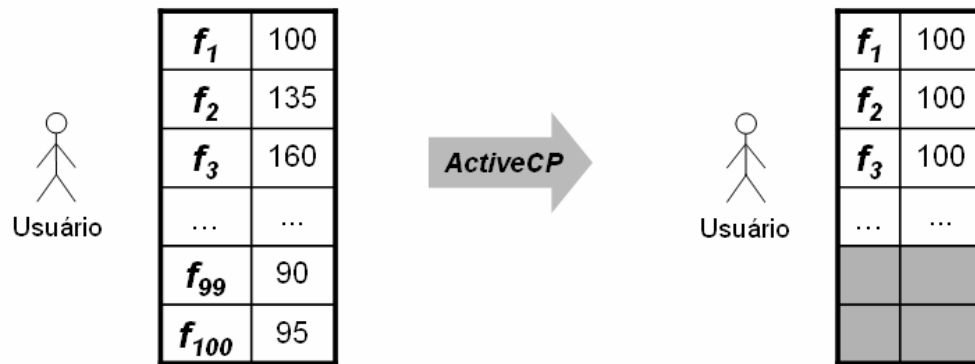 f1 100 f1 100
f2 135 f2 100
f3 160 ActiveCP f3 100
Usuário ... ... Usuário ... ...
f99 90
f100 95